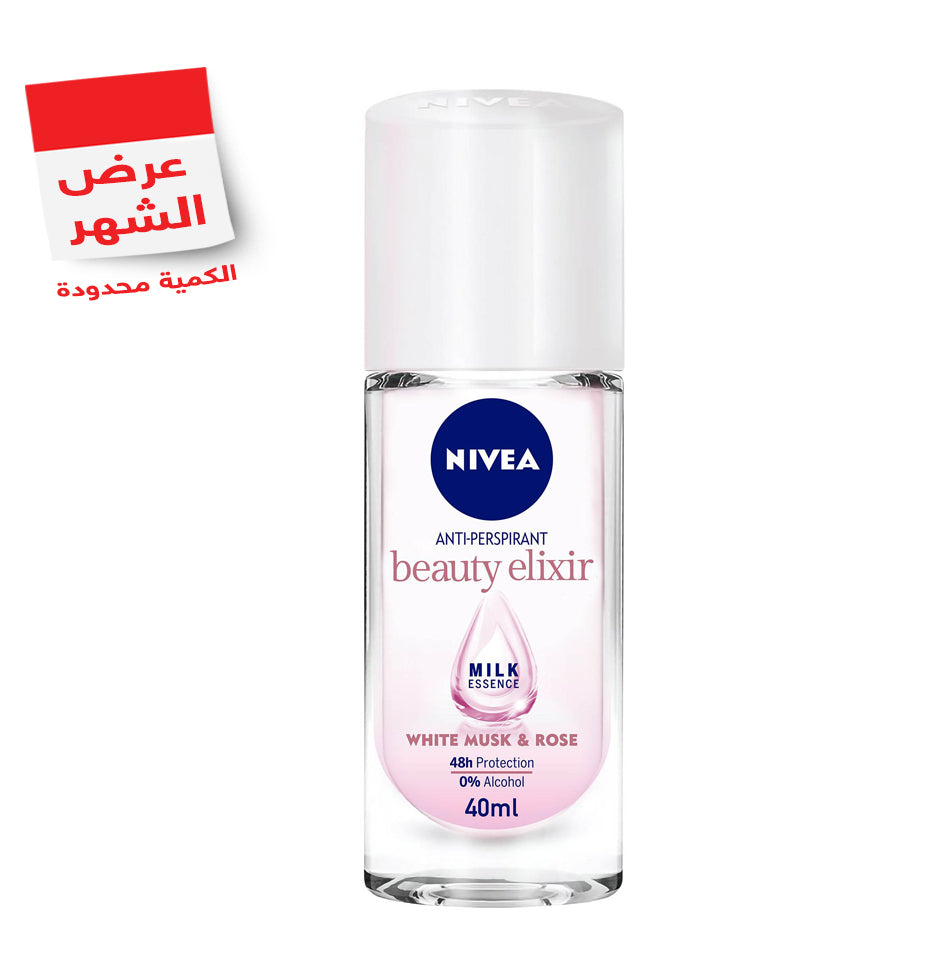 عرض
الشهر
الكمية محدودة
NIVEA
NIVEA
ANTI-PERSPIRANT
beauty elixir
MILK
ESSENCE
WHITE MUSK & ROSE
48h Protection
0% Alcohol
40ml